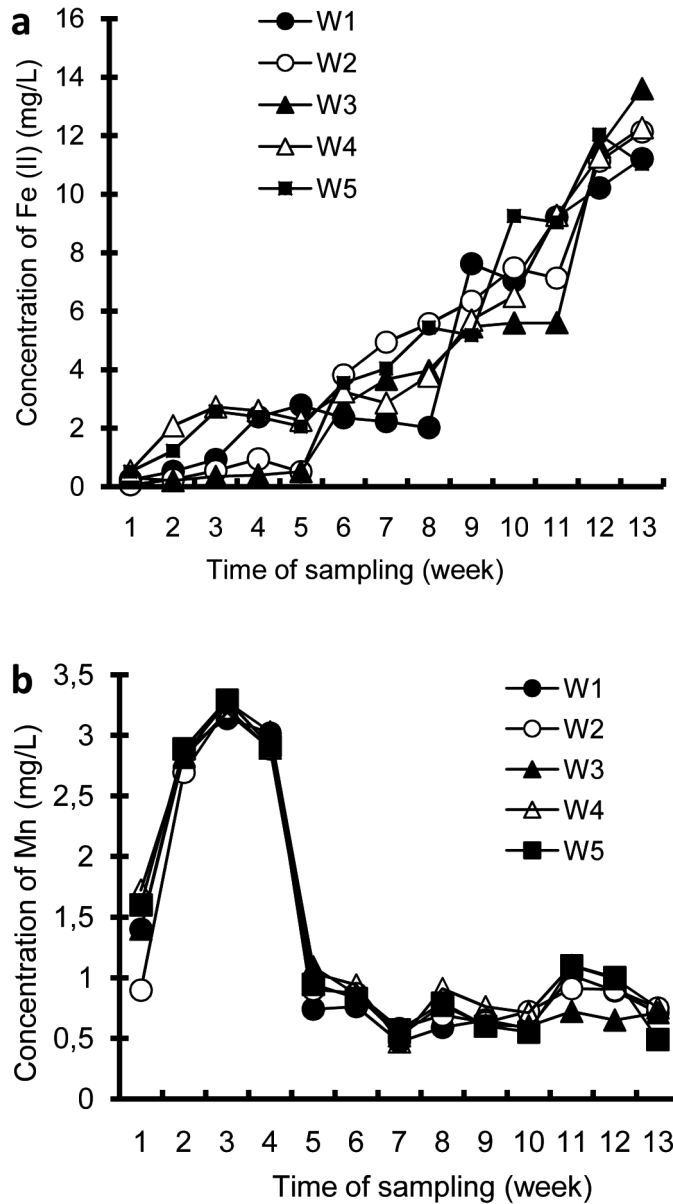 a
Concentration of Fe (II) (mg/L)
16
14
12
10
8
6
4
2
0
W1
W2
W3
W4
W5
1 2 3 4 5 6 7 8 9 10 11 12 13
Time of sampling (week)
b
Concentration of Mn (mg/L)
3,5
3
2,5
2
1,5
1
0,5
0
W1
W2
W3
W4
W5
1 2 3 4 5 6 7 8 9 10 11 12 13
Time of sampling (week)